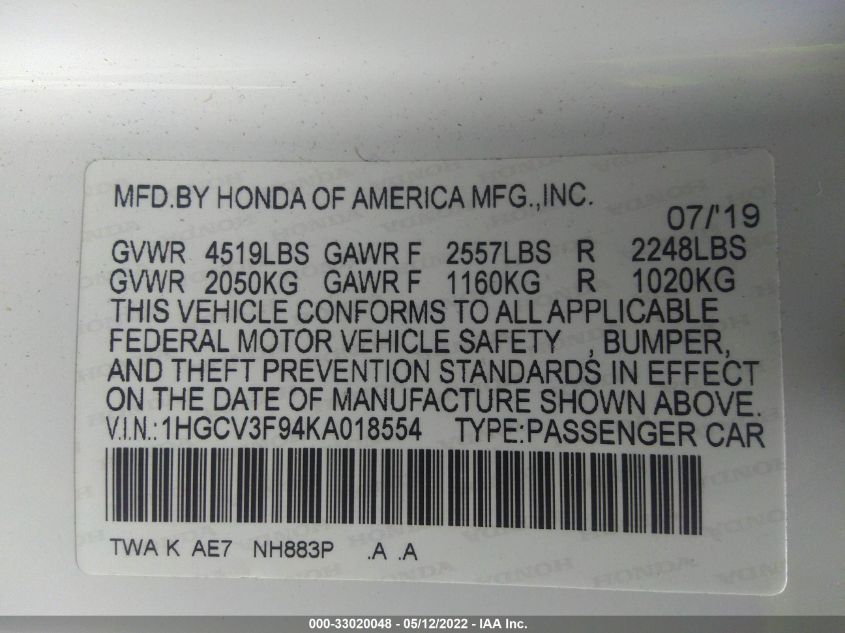 MFD.BY HONDA OF AMERICA MFG.,INC.
07/'19
GVWR 4519LBS GAWR F 2557LBS R 2248LBS
GVWR 2050KG GAWR F 1160KG R 1020KG
THIS VEHICLE CONFORMS TO ALL APPLICABLE
FEDERAL MOTOR VEHICLE SAFETY , BUMPER,
AND THEFT PREVENTION STANDARDS IN EFFECT
ON THE DATE OF MANUFACTURE SHOWN ABOVE.
V.I.N.:1HGCV3F94KA018554 TYPE:PASSENGER CAR
TWA K AE7 NH883P .A .A
000-33020048 - 05/12/2022 - IAA Inc.